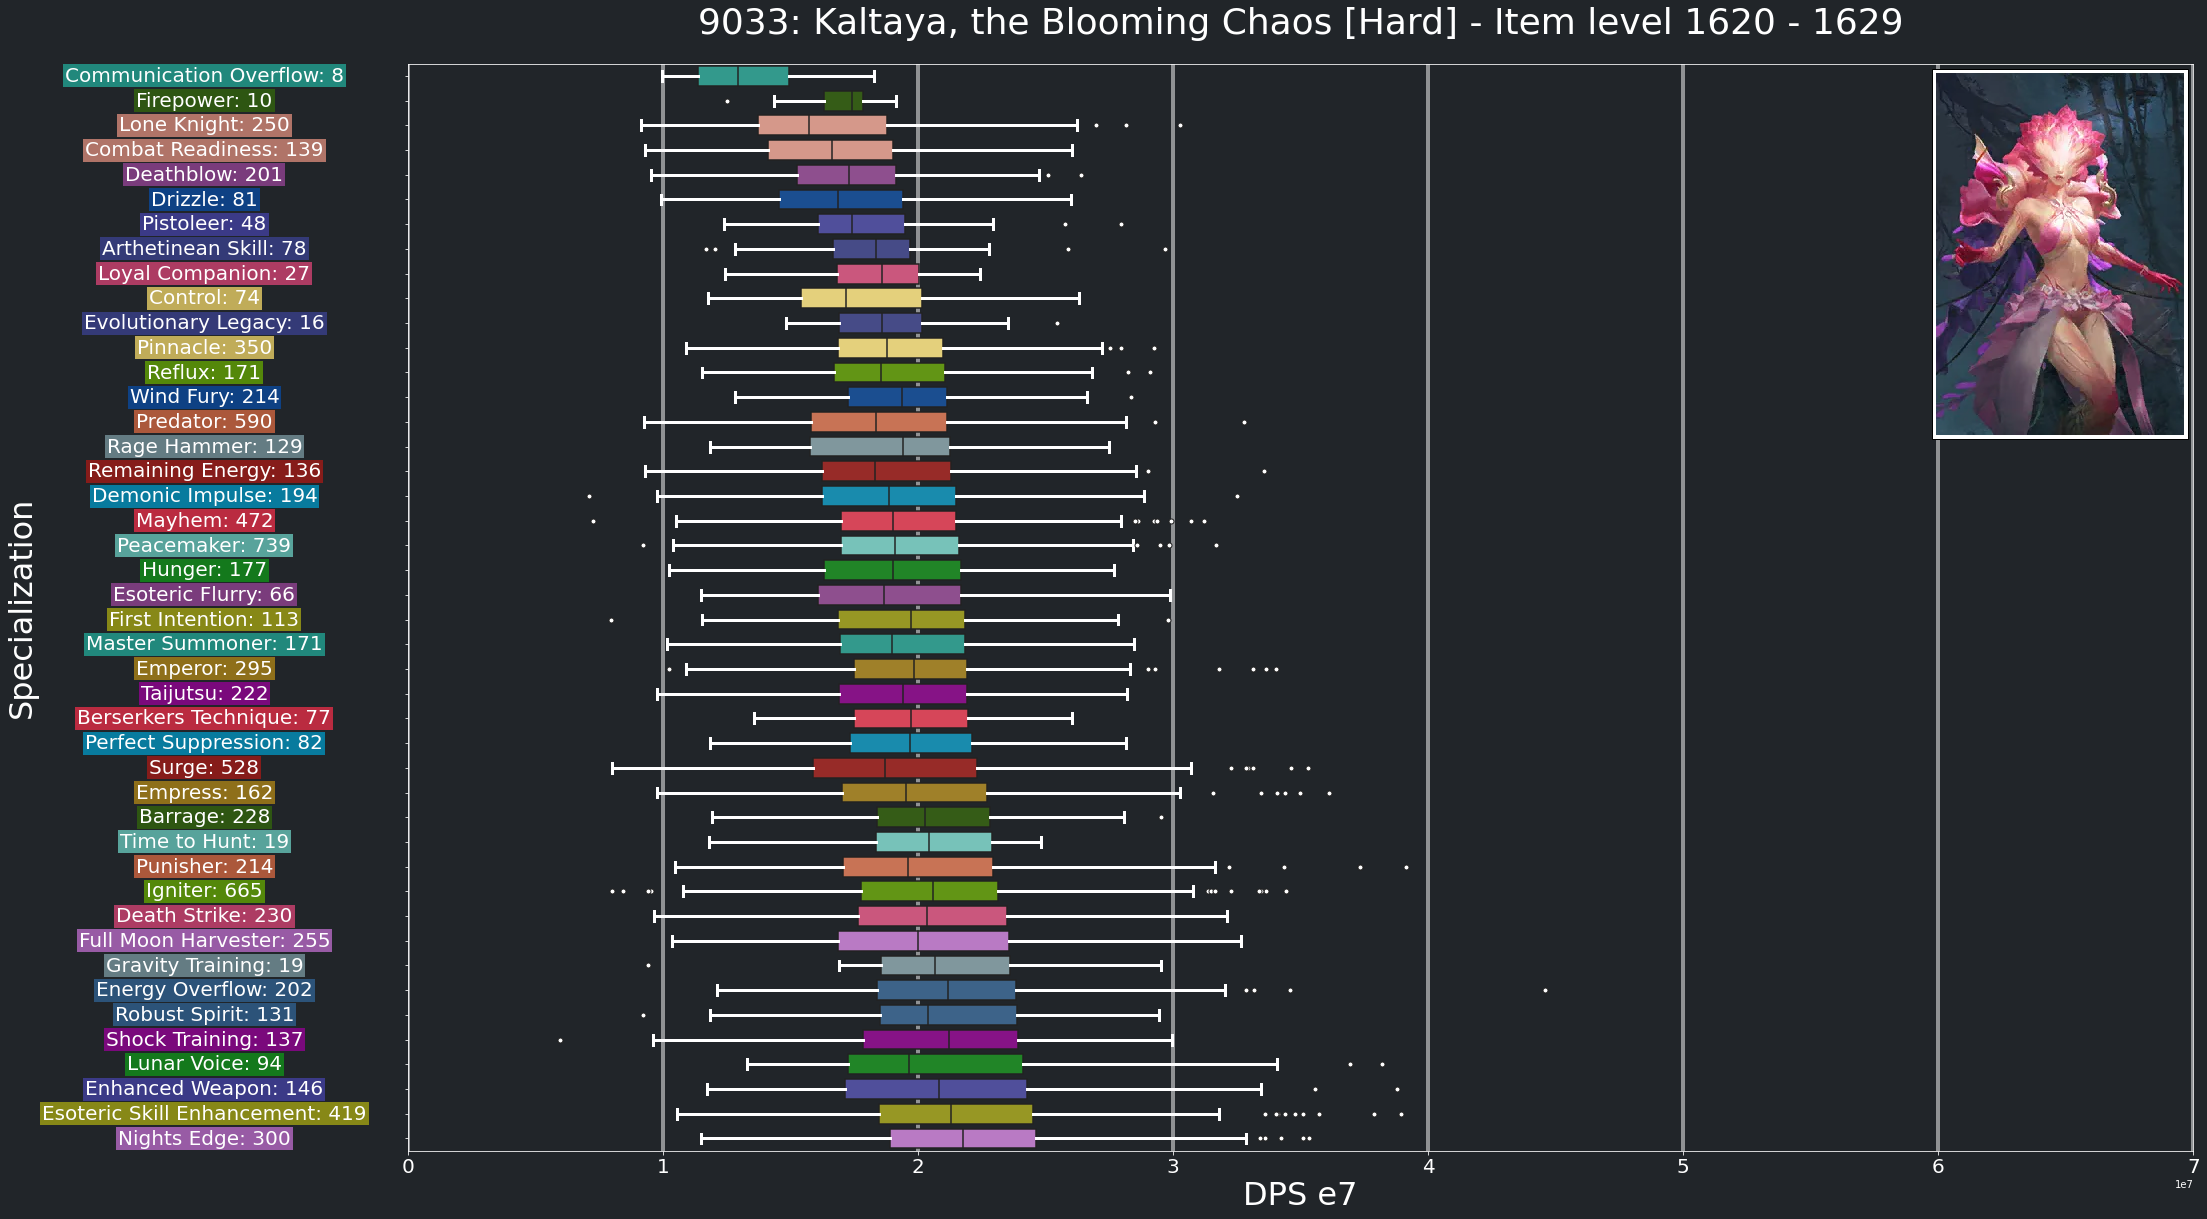 9033: Kaltaya, the Blooming Chaos [Hard] - Item level 1620 - 1629
Specialization
Communication Overflow: 8
Firepower: 10
Lone Knight: 250
Combat Readiness: 139
Deathblow: 201
Drizzle: 81
Pistoleer: 48
Arthetinean Skill: 78
Loyal Companion: 27
Control: 74
Evolutionary Legacy: 16
Pinnacle: 350
Reflux: 171
Wind Fury: 214
Predator: 590
Rage Hammer: 129
Remaining Energy: 136
Demonic Impulse: 194
Mayhem: 472
Peacemaker: 739
Hunger: 177
Esoteric Flurry: 66
First Intention: 113
Master Summoner: 171
Emperor: 295
Taijutsu: 222
Berserkers Technique: 77
Perfect Suppression: 82
Surge: 528
Empress: 162
Barrage: 228
Time to Hunt: 19
Punisher: 214
Igniter: 665
Death Strike: 230
Full Moon Harvester: 255
Gravity Training: 19
Energy Overflow: 202
Robust Spirit: 131
Shock Training: 137
Lunar Voice: 94
Enhanced Weapon: 146
Esoteric Skill Enhancement: 419
Nights Edge: 300
0 1 2 3 4 5 6 7
1e7
DPS e7